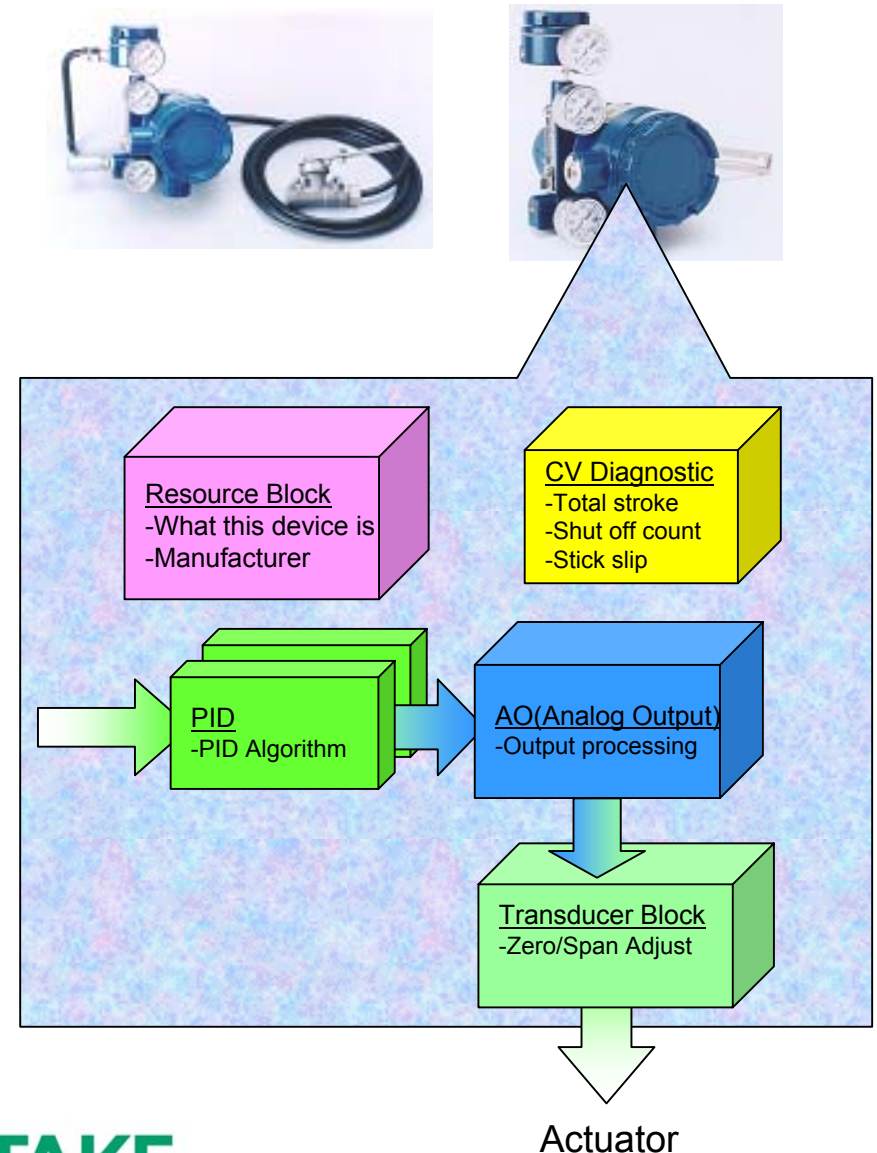 Resource Block
-What this device is
-Manufacturer
CV Diagnostic
-Total stroke
-Shut off count
-Stick slip
PID
-PID Algorithm
AO(Analog Output)
-Output processing
Transducer Block
-Zero/Span Adjust
Actuator